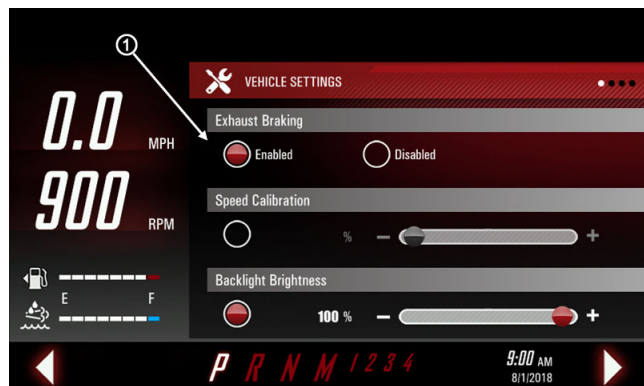 1
VEHICLE SETTINGS
0.0 MPH
Exhaust Braking
Enabled Disabled
900 RPM
Speed Calibration
% − +
E F
Backlight Brightness
100 % − +
P R N M 1 2 3 4
9:00 AM
8/1/2018